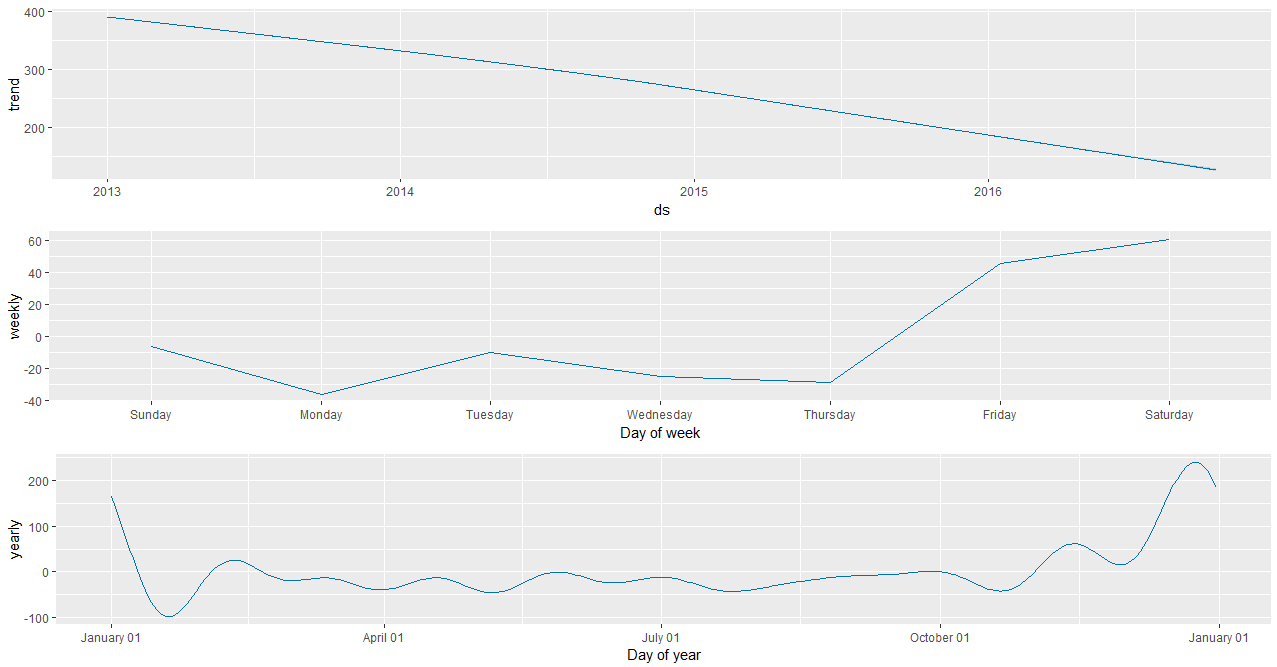 400
300
200
trend
2013 2014 2015 2016
ds
60
40
20
0
-20
-40
weekly
Sunday Monday Tuesday Wednesday Thursday Friday Saturday
Day of week
200
100
0
-100
yearly
January 01 April 01 July 01 October 01 January 01
Day of year